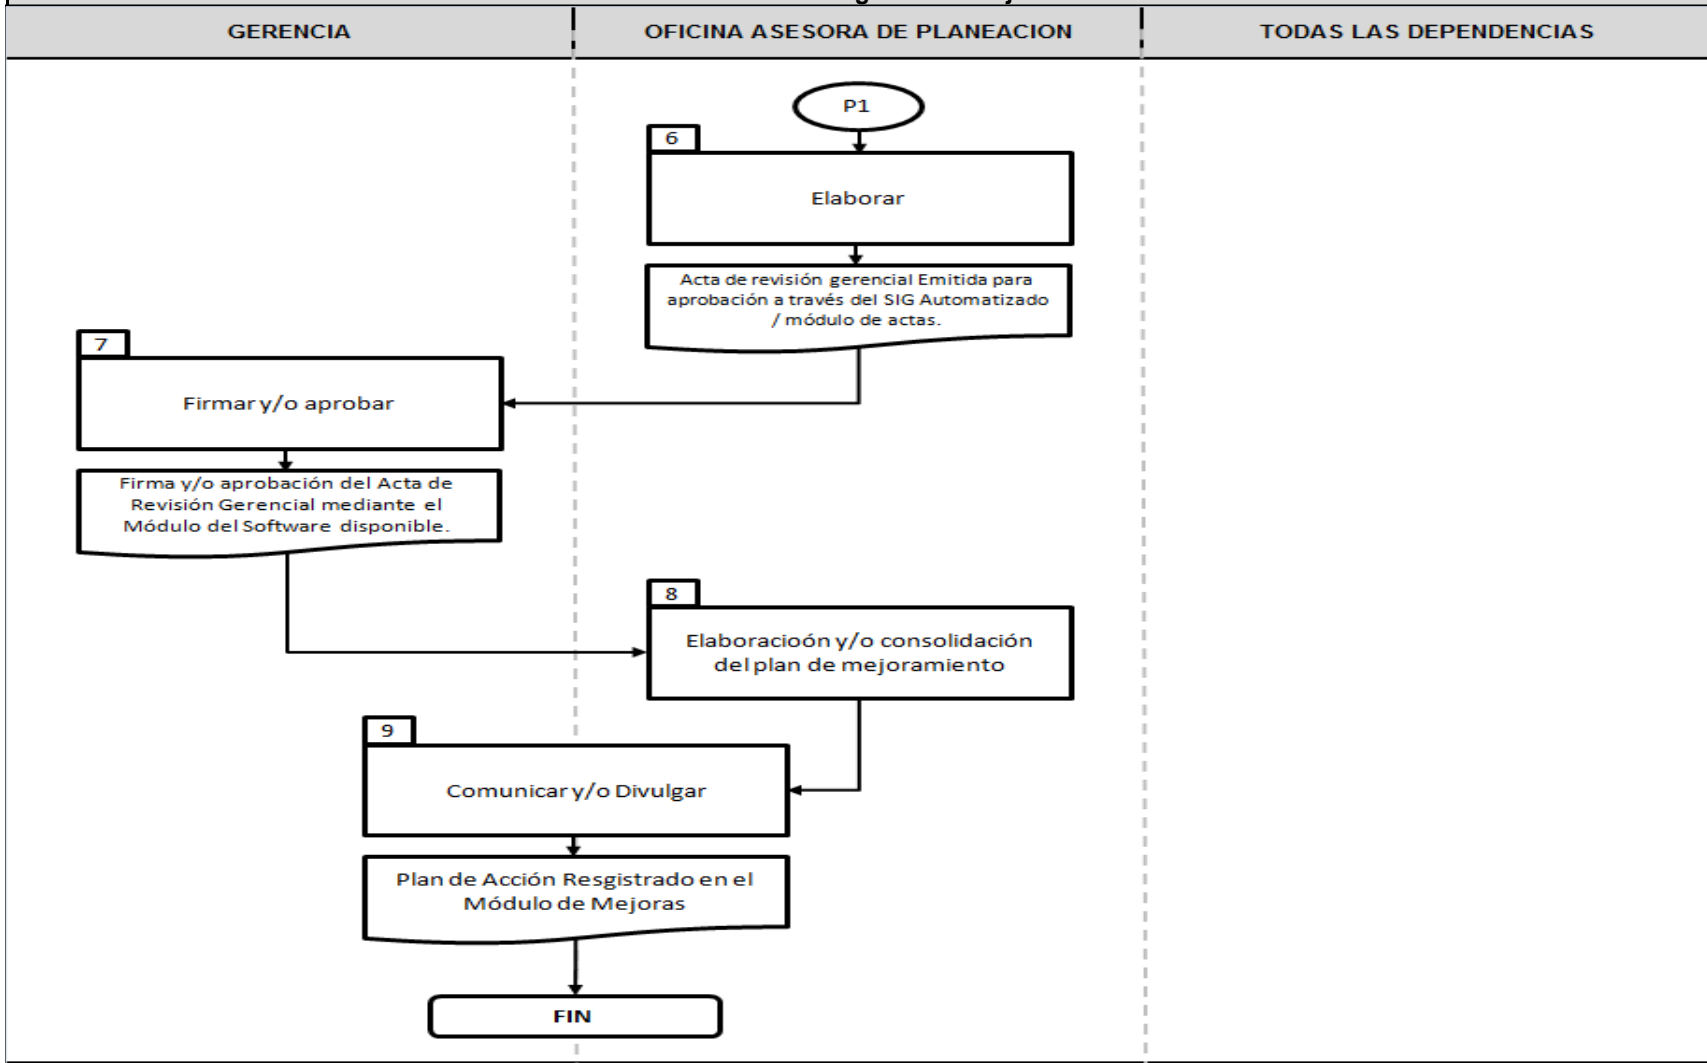 GERENCIA
OFICINA ASESORA DE PLANEACION
TODAS LAS DEPENDENCIAS
P1
6
Elaborar
Acta de revisión gerencial Emitida para
aprobación a través del SIG Automatizado
/ módulo de actas.
7
Firmar y/o aprobar
Firma y/o aprobación del Acta de
Revisión Gerencial mediante el
Módulo del Software disponible.
8
Elaboracioón y/o consolidación
del plan de mejoramiento
9
Comunicar y/o Divulgar
Plan de Acción Resgistrado en el
Módulo de Mejoras
FIN